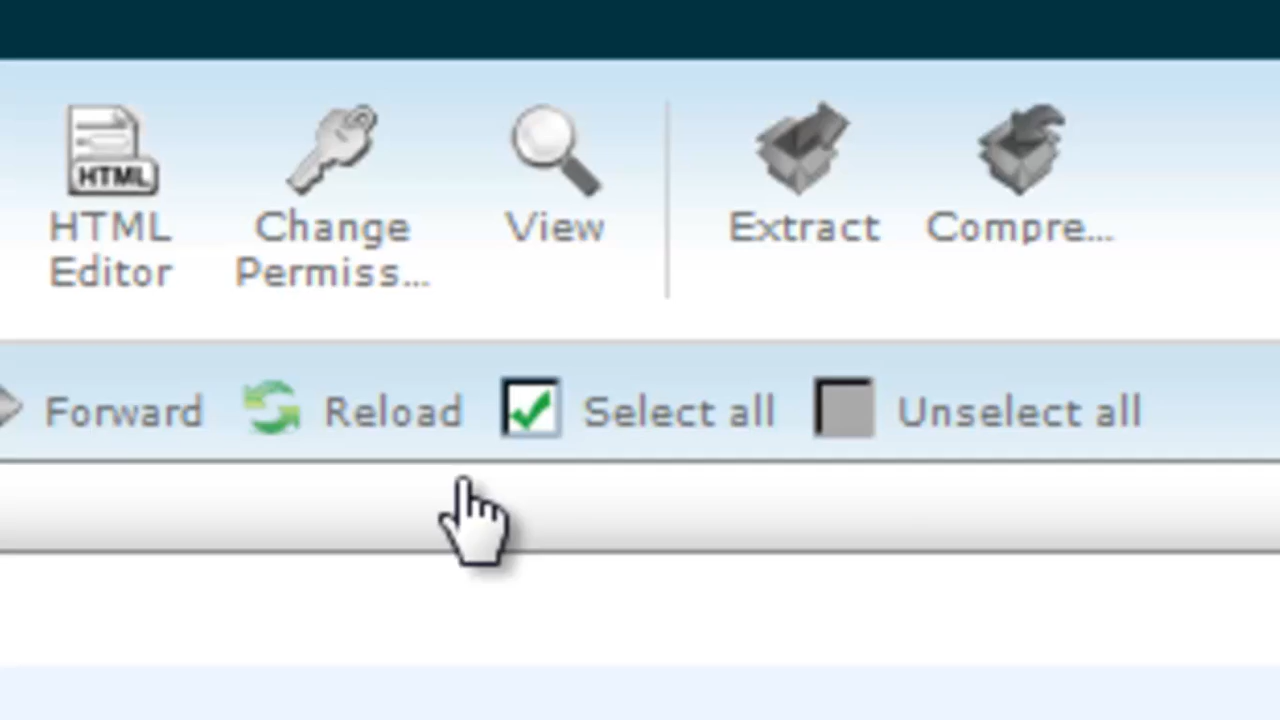 HTML
HTML Editor
Change Permiss...
View
Extract
Compre...
Forward
Reload
Select all
Unselect all